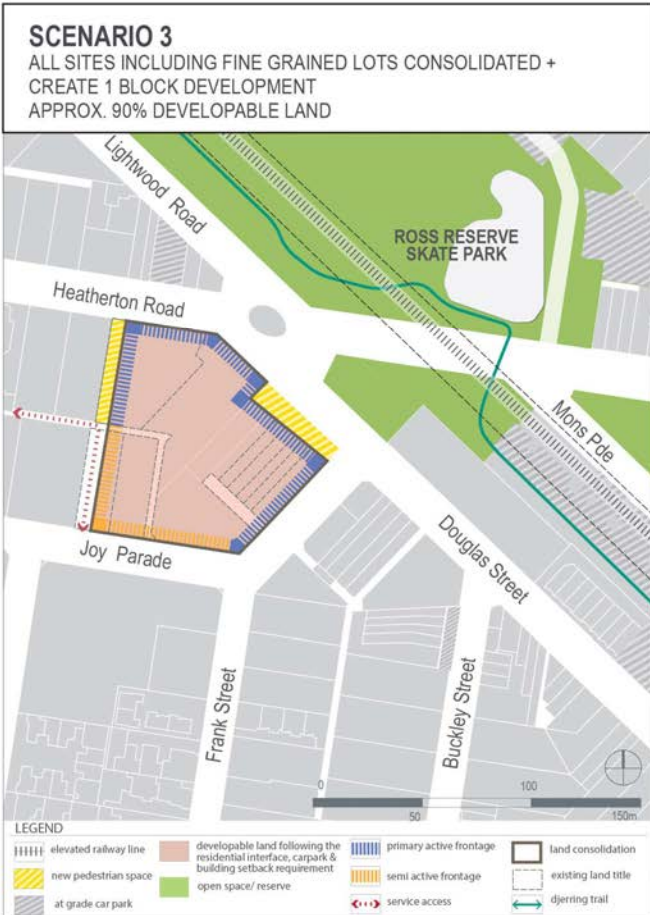 SCENARIO 3
ALL SITES INCLUDING FINE GRAINED LOTS CONSOLIDATED +
CREATE 1 BLOCK DEVELOPMENT
APPROX. 90% DEVELOPABLE LAND
Lightwood Road
ROSS RESERVE
SKATE PARK
Heatherton Road
Mons Pde
Joy Parade
Douglas Street
Frank Street
Buckley Street
0
100
50
150m
LEGEND
elevated railway line
new pedestrian space
at grade car park
developable land following the
residential interface, carpark &
building setback requirement
open space/ reserve
primary active frontage
semi active frontage
service access
land consolidation
existing land title
djerring trail